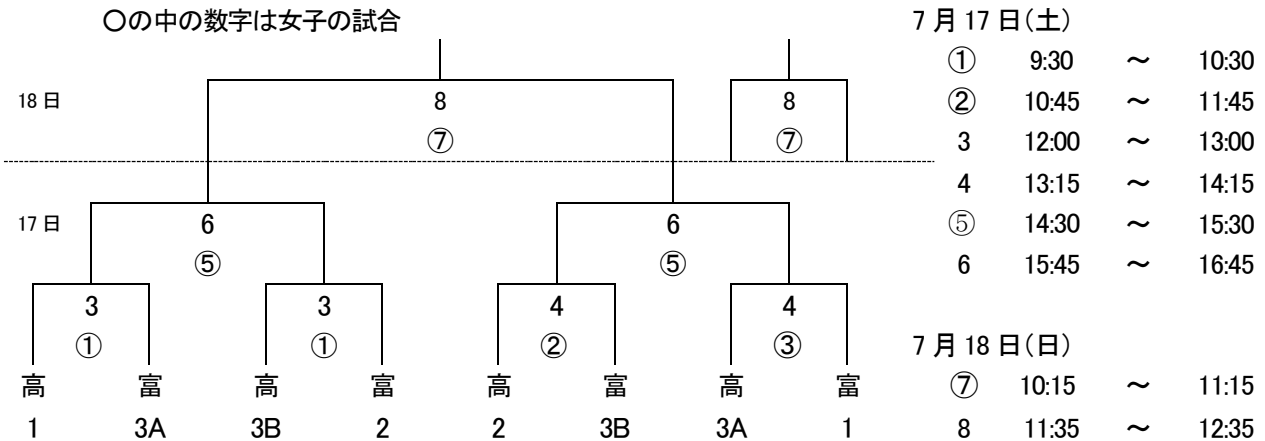 〇の中の数字は女子の試合
7月17日(土)
① 9:30 ～ 10:30
18日 8 8 ② 10:45 ～ 11:45
⑦ ⑦ 3 12:00 ～ 13:00
4 13:15 ～ 14:15
17日 6 6 ⑤ 14:30 ～ 15:30
⑤ ⑤ 6 15:45 ～ 16:45
3 3 4 4
① ① ② ③ 7月18日(日)
高 富 高 富 高 富 高 富 ⑦ 10:15 ～ 11:15
1 3A 3B 2 2 3B 3A 1 8 11:35 ～ 12:35